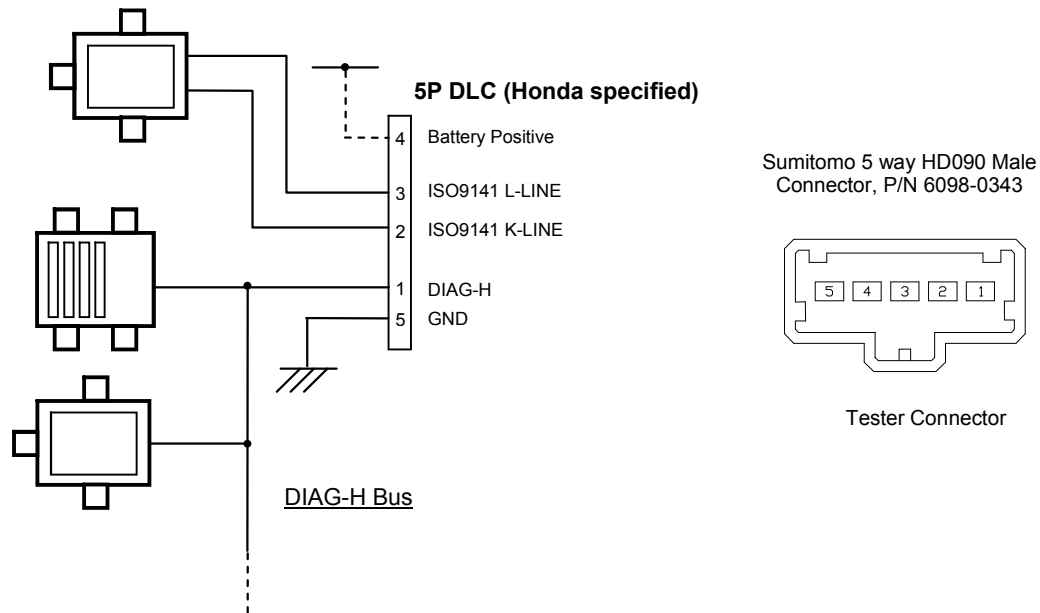 5P DLC (Honda specified)
4 Battery Positive
3 ISO9141 L-LINE
2 ISO9141 K-LINE
1 DIAG-H
5 GND
DIAG-H Bus
Sumitomo 5 way HD090 Male
Connector, P/N 6098-0343
5 4 3 2 1
Tester Connector